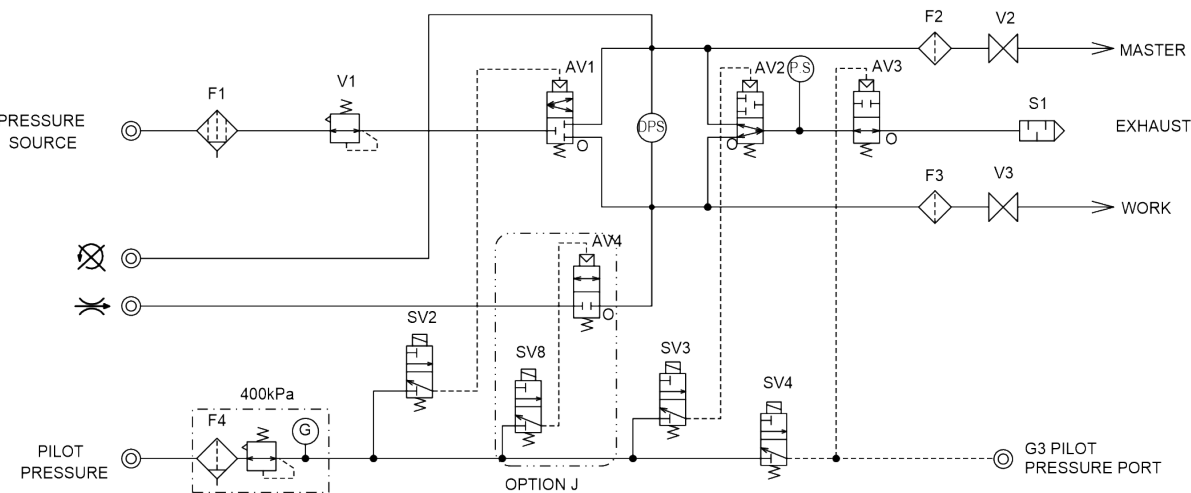 F2
V2
MASTER
AV1
AV2
P.S
AV3
F1
V1
PRESSURE
SOURCE
DPS
S1
EXHAUST
O
O
O
F3
V3
WORK
AV4
O
SV2
SV8
SV3
SV4
400kPa
F4
G
PILOT
PRESSURE
G3 PILOT
PRESSURE PORT
OPTION J